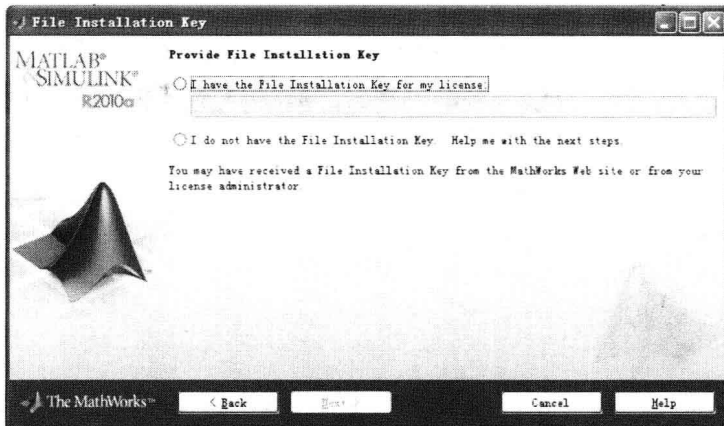 File Installation Key
MATLAB®
SIMULINK®
R2010a
Provide File Installation Key
I have the File Installation Key for my license:
I do not have the File Installation Key. Help me with the next steps.
You may have received a File Installation Key from the MathWorks Web site or from your
license administrator
The MathWorks™
< Back
Next >
Cancel
Help